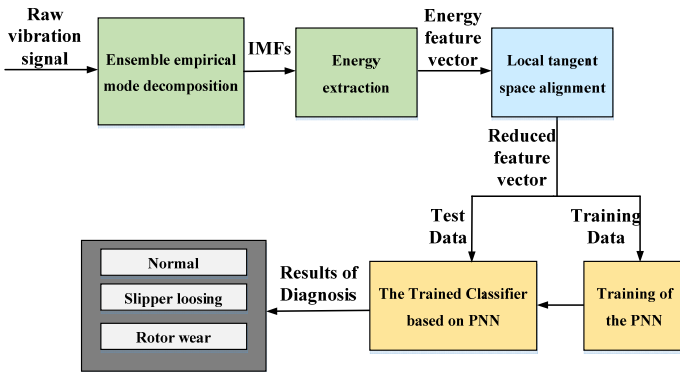 Raw
vibration
signal
Ensemble empirical
mode decomposition
IMFs
Energy
extraction
Energy
feature
vector
Local tangent
space alignment
Reduced
feature
vector
Test
Data
Training
Data
Normal
Slipper loosing
Rotor wear
Results of
Diagnosis
The Trained Classifier
based on PNN
Training of
the PNN